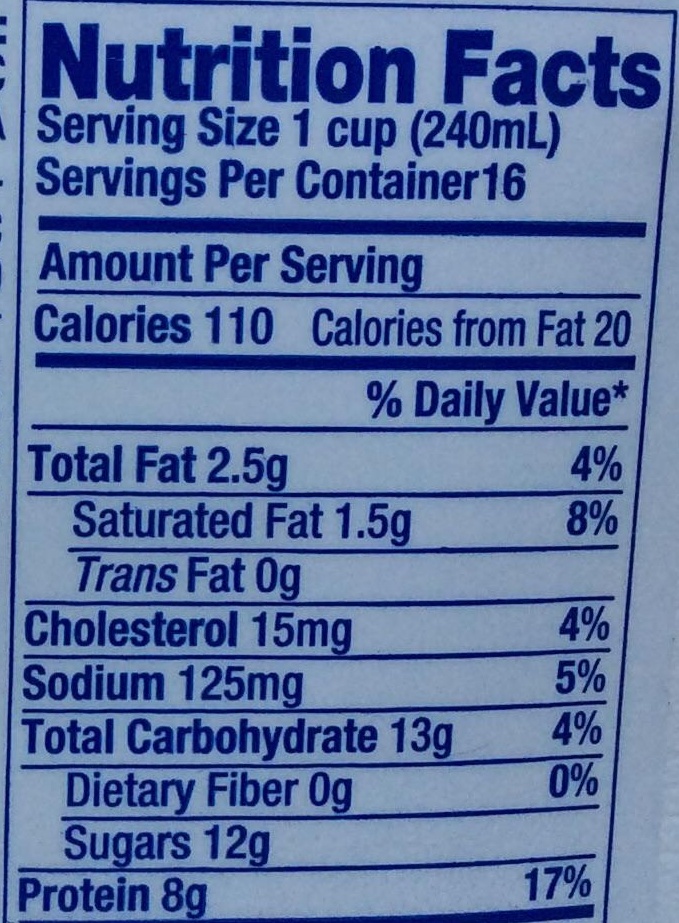 Nutrition Facts
Serving Size 1 cup (240mL)
Servings Per Container16
Amount Per Serving
Calories 110 Calories from Fat 20
% Daily Value*
Total Fat 2.5g 4%
Saturated Fat 1.5g 8%
Trans Fat 0g
Cholesterol 15mg 4%
Sodium 125mg 5%
Total Carbohydrate 13g 4%
Dietary Fiber 0g 0%
Sugars 12g
Protein 8g 17%